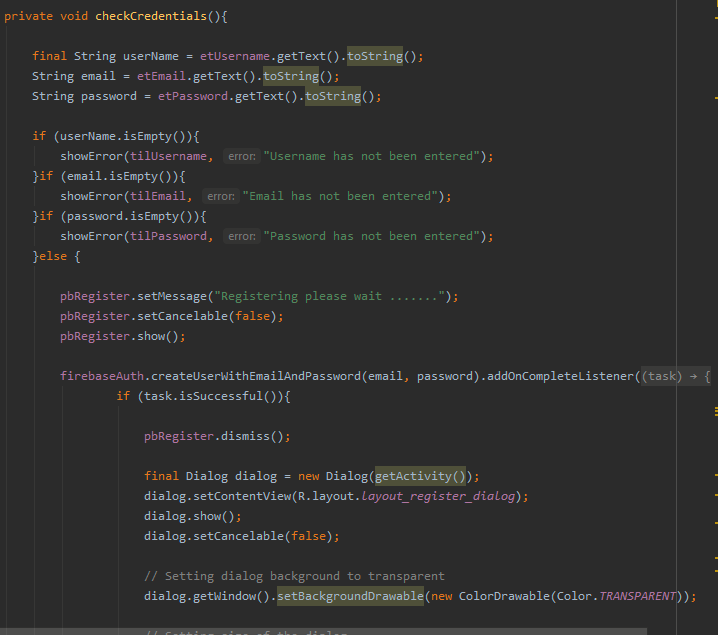 private void checkCredentials(){
final String userName = etUsername.getText().toString();
String email = etEmail.getText().toString();
String password = etPassword.getText().toString();
if (userName.isEmpty()){
showError(tilUsername, error: "Username has not been entered");
}if (email.isEmpty()){
showError(tilEmail, error: "Email has not been entered");
}if (password.isEmpty()){
showError(tilPassword, error: "Password has not been entered");
}else {
pbRegister.setMessage("Registering please wait .......");
pbRegister.setCancelable(false);
pbRegister.show();
firebaseAuth.createUserWithEmailAndPassword(email, password).addOnCompleteListener((task) → {
if (task.isSuccessful()){
pbRegister.dismiss();
final Dialog dialog = new Dialog(getActivity());
dialog.setContentView(R.layout.layout_register_dialog);
dialog.show();
dialog.setCancelable(false);
// Setting dialog background to transparent
dialog.getWindow().setBackgroundDrawable(new ColorDrawable(Color.TRANSPARENT));
// Setting size of the dialog